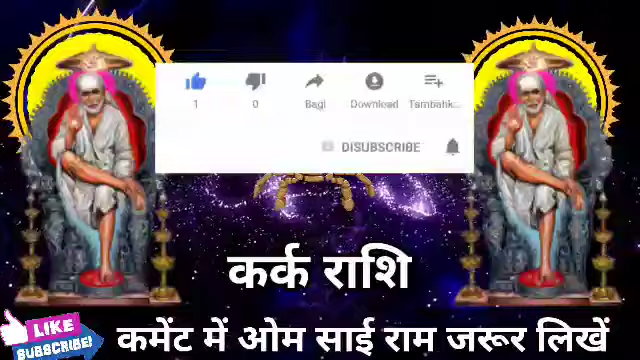 1 0 Bagi Download Tambahk...
DISUBSCRIBE
कर्क राशि
LIKE
SUBSCRIBE!
कमेंट में ओम साई राम जरूर लिखें